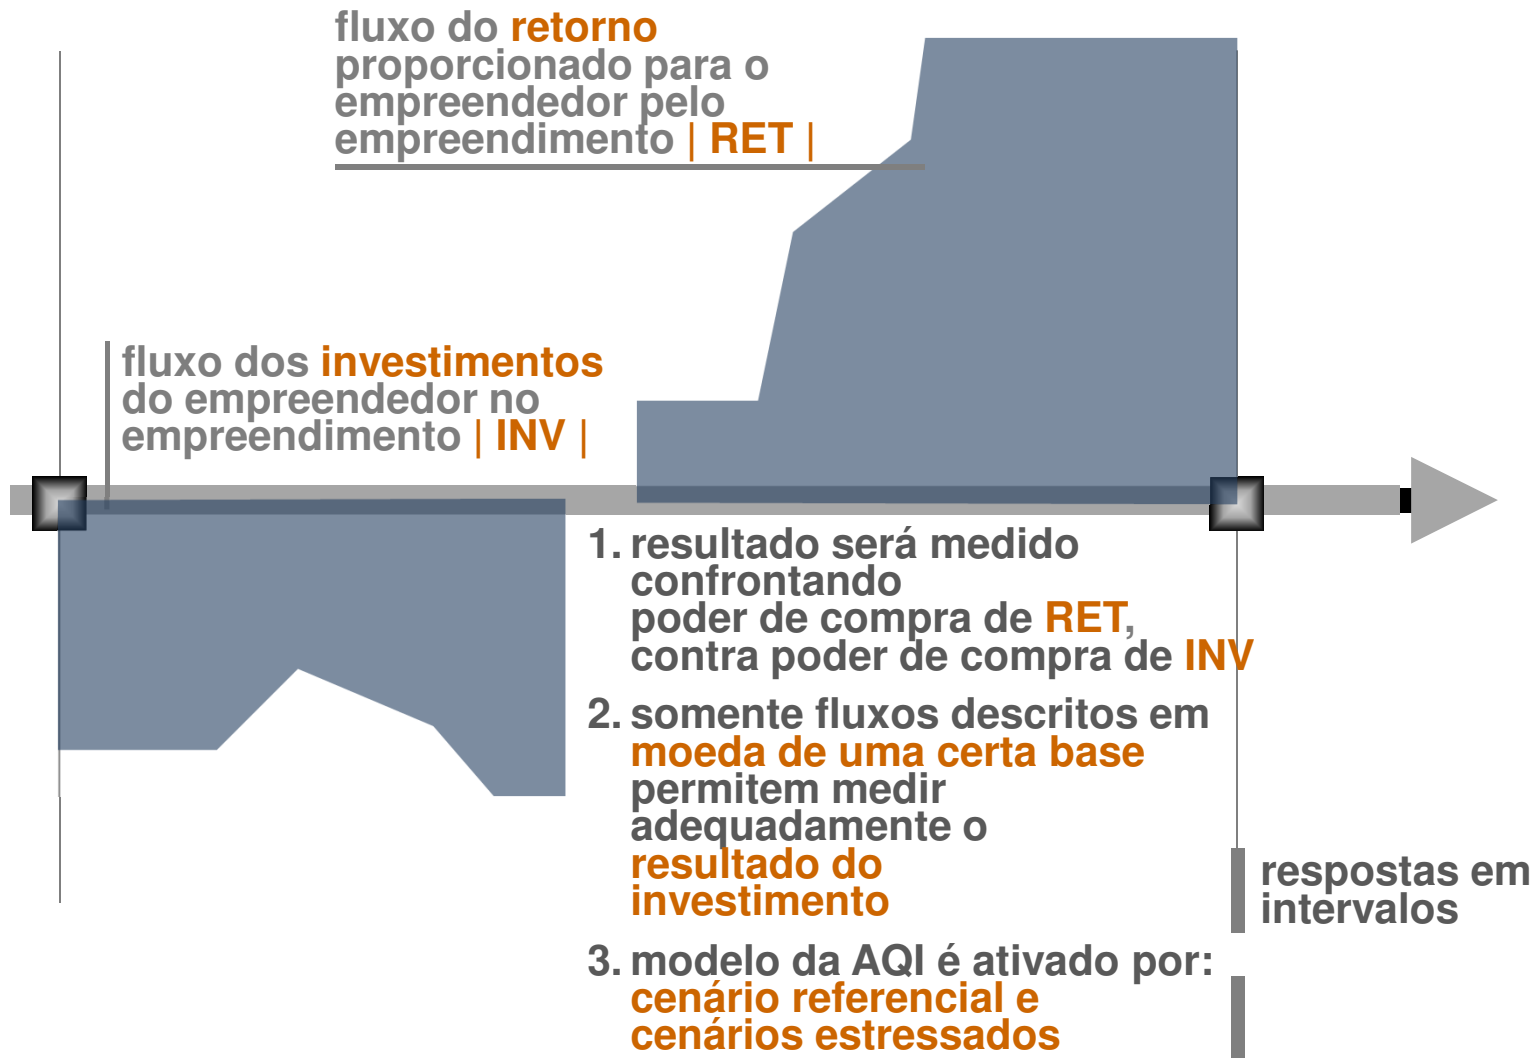 fluxo do retorno
proporcionado para o
empreendedor pelo
empreendimento | RET |
fluxo dos investimentos
do empreendedor no
empreendimento | INV |
1. resultado será medido
confrontando
poder de compra de RET,
contra poder de compra de INV
2. somente fluxos descritos em
moeda de uma certa base
permitem medir
adequadamente o
resultado do
investimento
respostas em
intervalos
3. modelo da AQI é ativado por:
cenário referencial e
cenários estressados